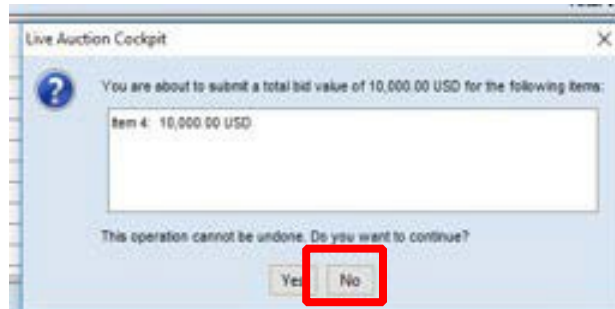 Live Auction Cockpit
You are about to submit a total bid value of 10,000.00 USD for the following items:
Item 4: 10,000.00 USD
This operation cannot be undone. Do you want to continue?
Yes No